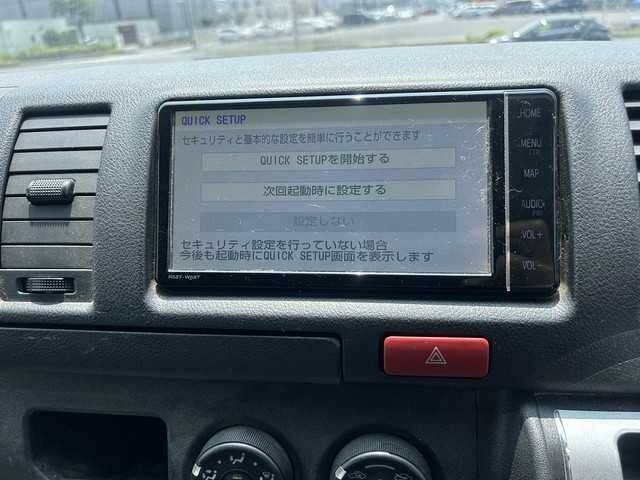 QUICK SETUP
セキュリティと基本的な設定を簡単に行うことができます
QUICK SETUPを開始する
次回起動時に設定する
設定しない
セキュリティ設定を行っていない場合
今後も起動時にQUICK SETUP画面を表示します
HOME
MENU
MAP
AUDIO
VOL+
VOL-